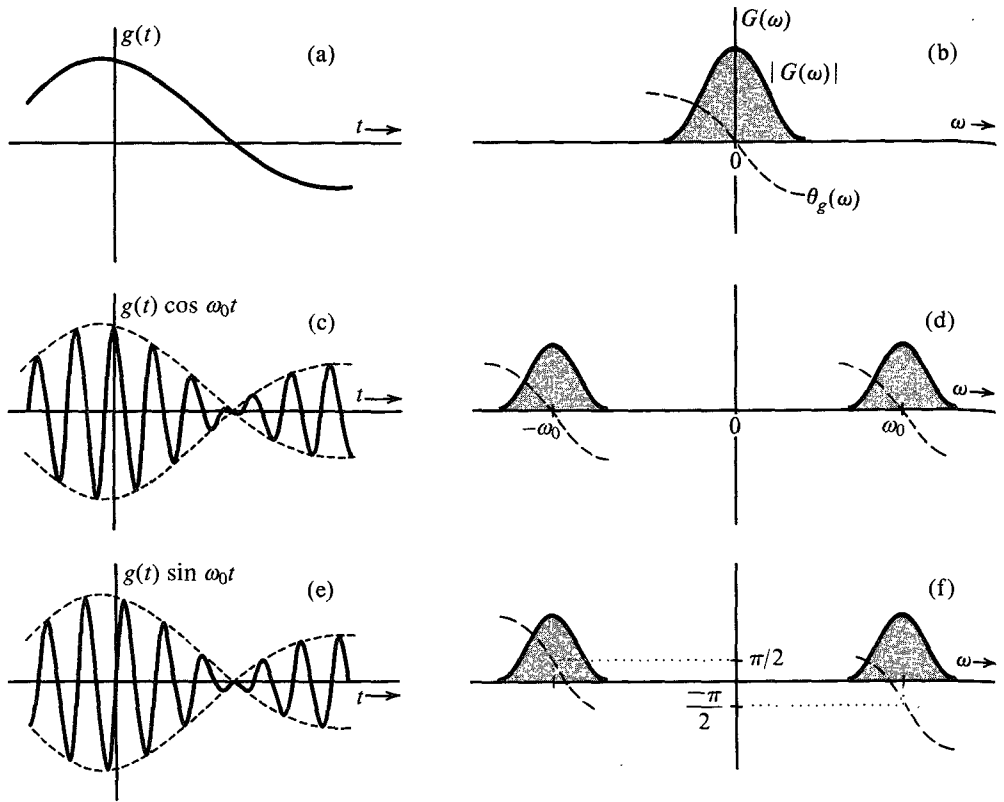 g(t)
(a)
t→
G(ω)
(b)
|G(ω)|
ω→
0
θg(ω)
g(t) cos ω0t
(c)
t→
(d)
ω→
−ω0
0
ω0
g(t) sin ω0t
(e)
t→
(f)
π/2
ω→
−π
2